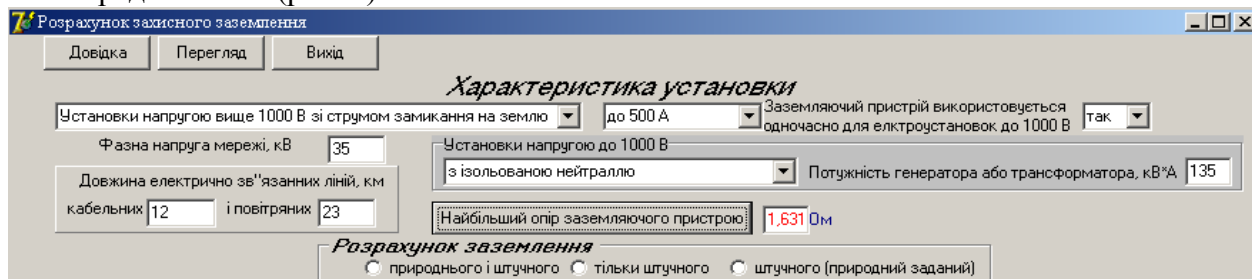 Розрахунок захисного заземлення
Довідка Перегляд Вихід
Характеристика установки
Установки напругою вище 1000 В зі струмом замикання на землю до 500 А Заземляючий пристрій використовується одночасно для елктроустановок до 1000 В так
Фазна напруга мережі, кВ 35
Установки напругою до 1000 В
з ізольованою нейтраллю Потужність генератора або трансформатора, кВ*А 135
Довжина електрично зв"язанних ліній, км
кабельних 12 і повітряних 23
Найбільший опір заземляючого пристрою 1,631 Ом
Розрахунок заземлення
природнього і штучного тільки штучного штучного (природний заданий)